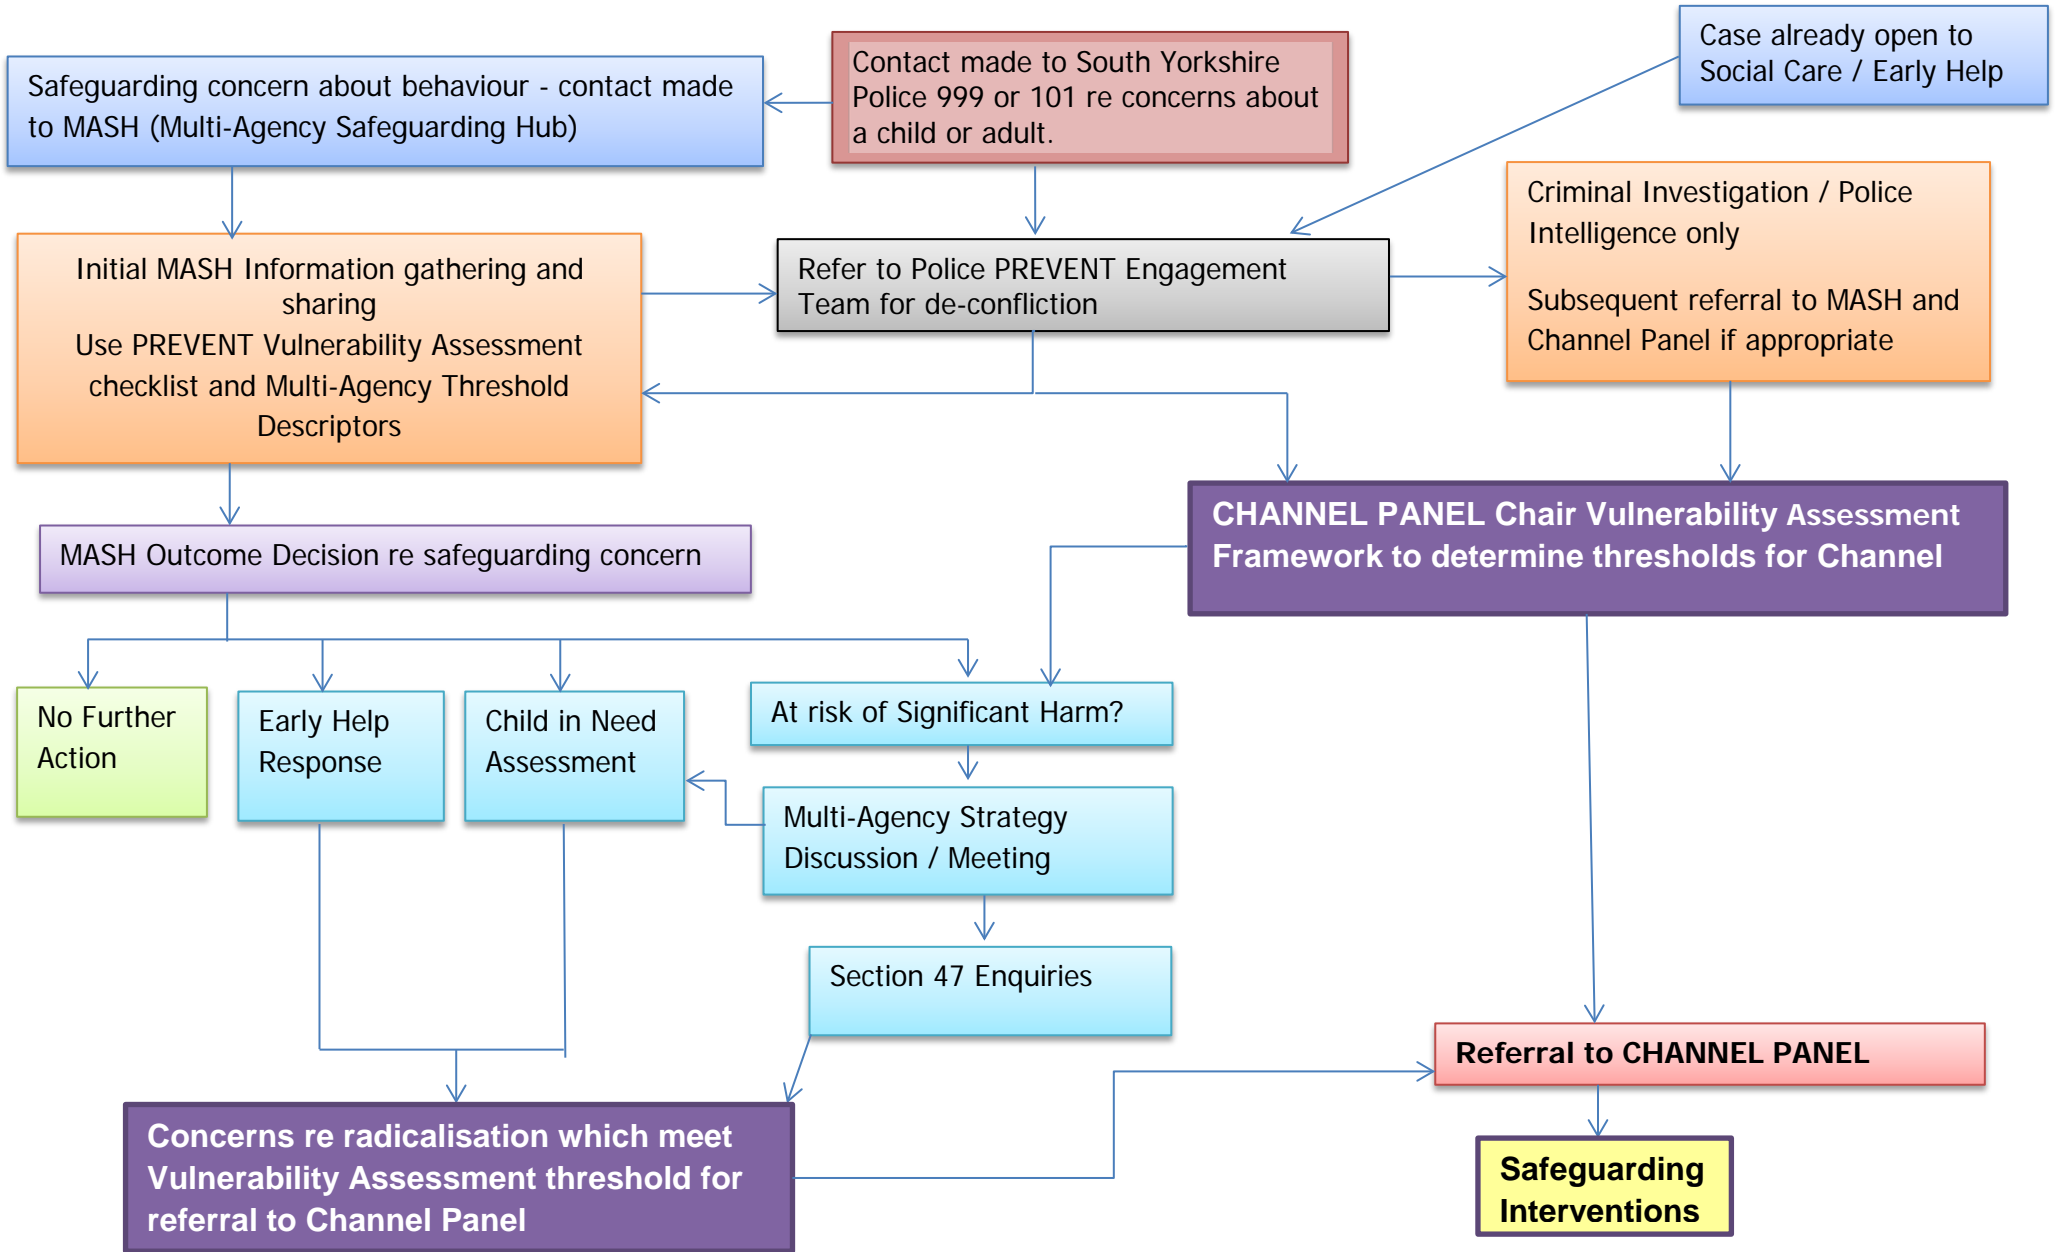 Safeguarding concern about behaviour - contact made
to MASH (Multi-Agency Safeguarding Hub)
Contact made to South Yorkshire
Police 999 or 101 re concerns about
a child or adult.
Case already open to
Social Care / Early Help
Initial MASH Information gathering and
sharing
Use PREVENT Vulnerability Assessment
checklist and Multi-Agency Threshold
Descriptors
Refer to Police PREVENT Engagement
Team for de-confliction
Criminal Investigation / Police
Intelligence only
Subsequent referral to MASH and
Channel Panel if appropriate
MASH Outcome Decision re safeguarding concern
CHANNEL PANEL Chair Vulnerability Assessment
Framework to determine thresholds for Channel
No Further
Action
Early Help
Response
Child in Need
Assessment
At risk of Significant Harm?
Multi-Agency Strategy
Discussion / Meeting
Section 47 Enquiries
Referral to CHANNEL PANEL
Concerns re radicalisation which meet
Vulnerability Assessment threshold for
referral to Channel Panel
Safeguarding
Interventions